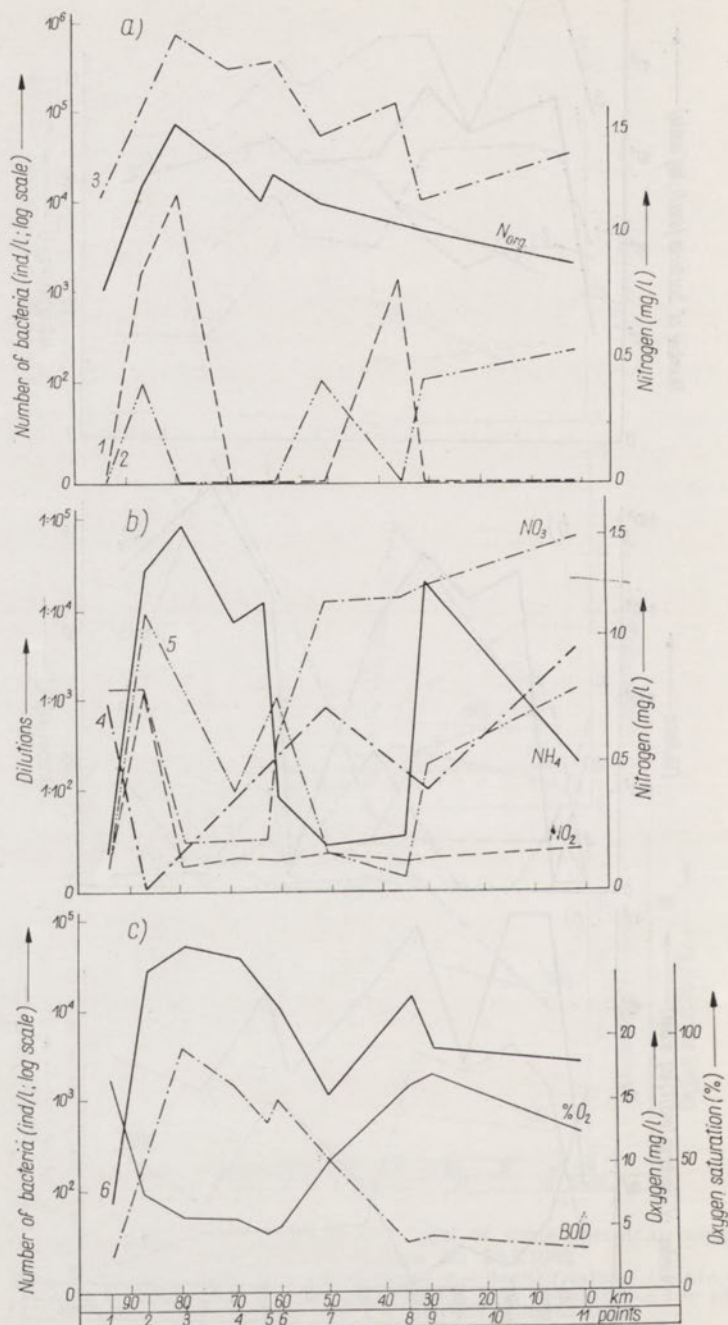 a)
Number of bacteria (ind/l; log scale)
10⁶
10⁵
10⁴
10³
10²
0
3
1
2
N org.
1.5
1.0
0.5
0
Nitrogen (mg/l)
b)
Dilutions
1:10⁵
1:10⁴
1:10³
1:10²
0
4
5
NO₃
NH₄
NO₂
1.5
1.0
0.5
0
Nitrogen (mg/l)
c)
Number of bacteria (ind/l; log scale)
10⁵
10⁴
10³
10²
0
6
%O₂
BOD
20
15
10
5
0
Oxygen (mg/l)
100
50
0
Oxygen saturation (%)
90 80 70 60 50 40 30 20 10 0 km
1 2 3 4 5 6 7 8 9 10 11 points